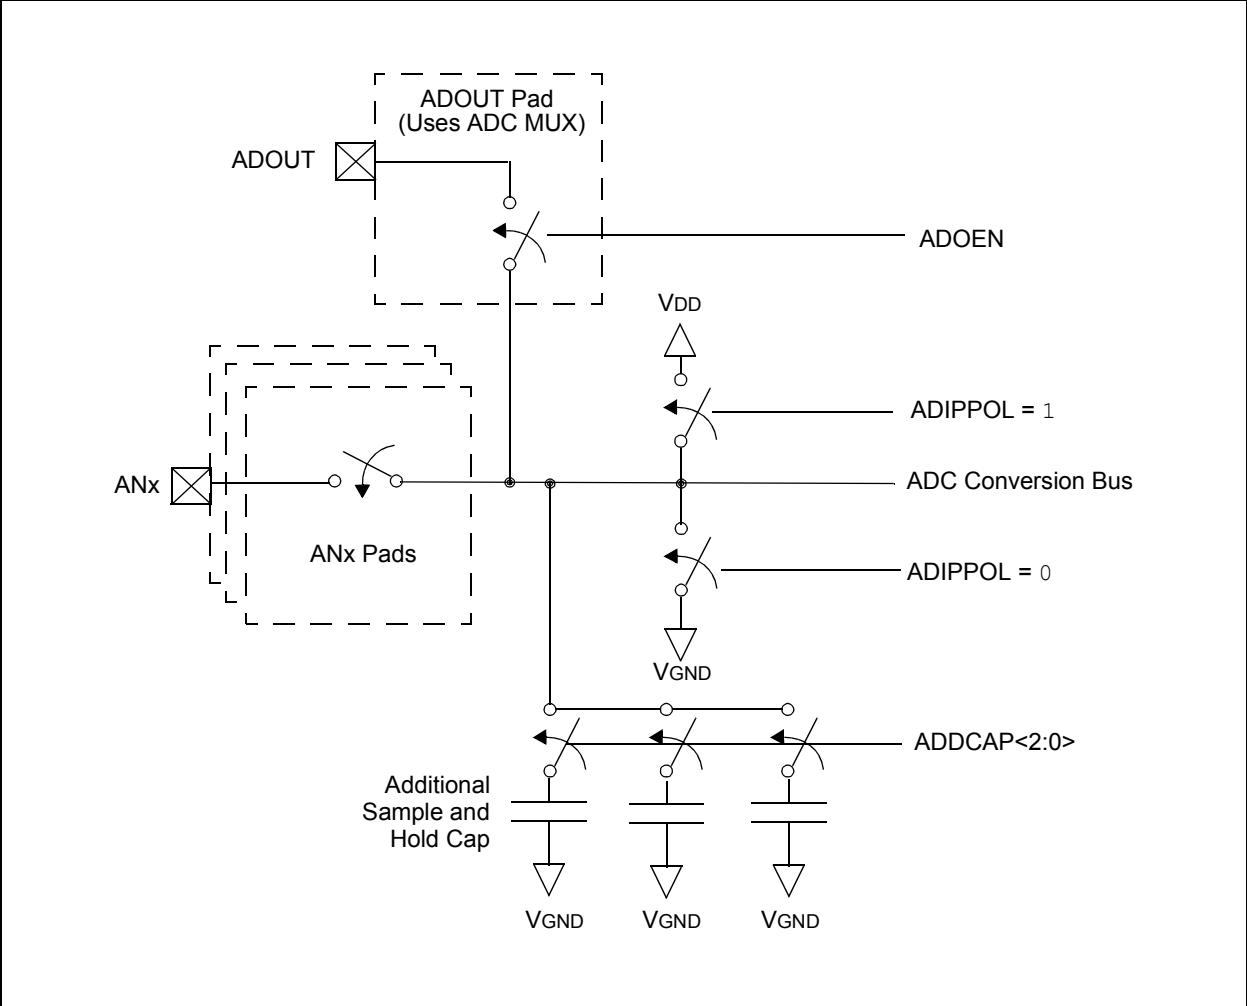 ADOUT Pad
(Uses ADC MUX)
ADOUT
ADOEN
VDD
ADIPPOL = 1
ANx
ADC Conversion Bus
ANx Pads
ADIPPOL = 0
VGND
ADDCAP<2:0>
Additional
Sample and
Hold Cap
VGND
VGND
VGND